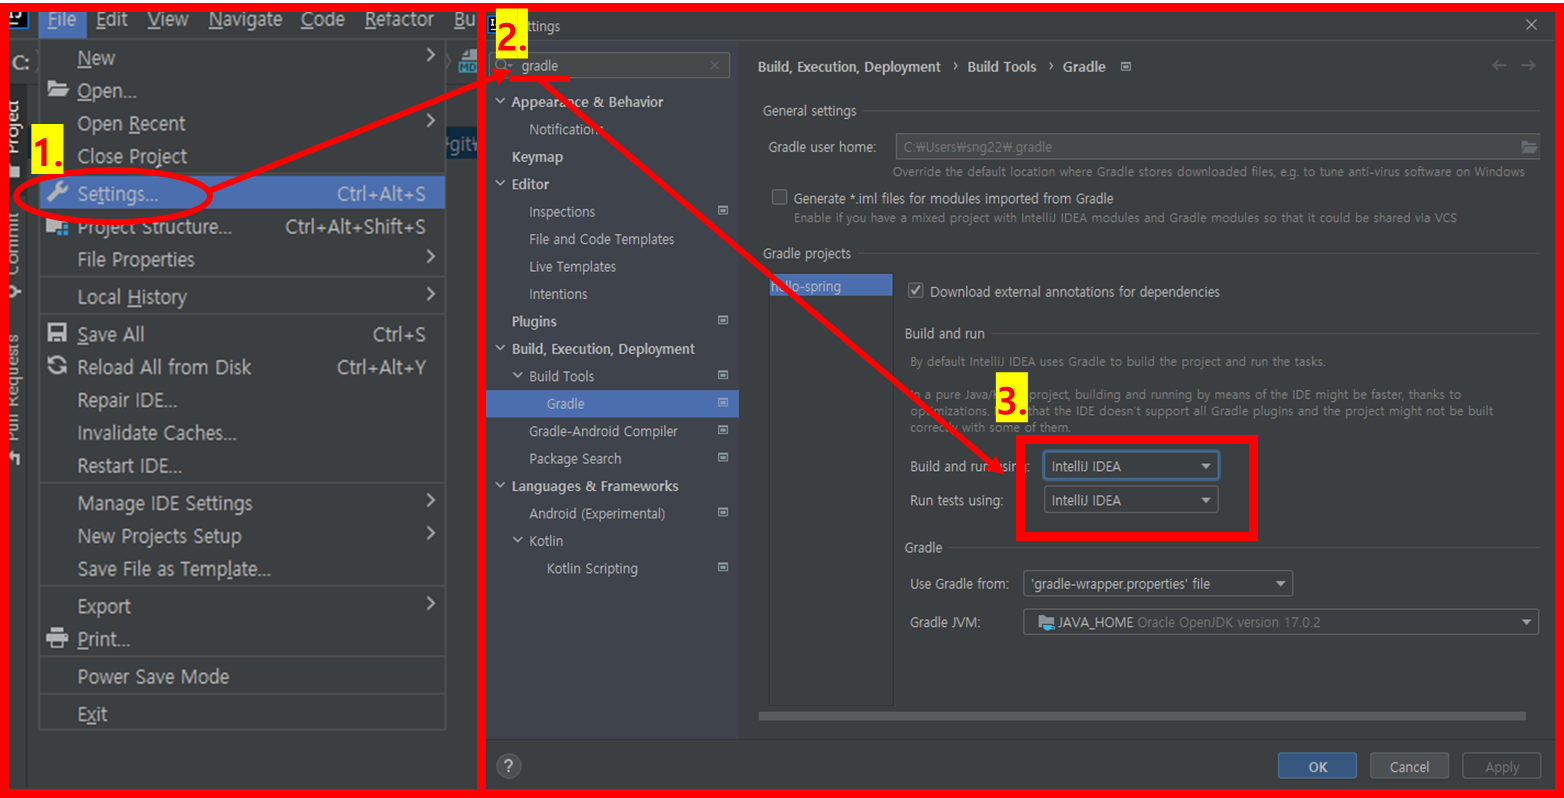 File Edit View Navigate Code Refactor Bu
C:
MD
Project
Commit
Pull Requests
git
1.
New
Open...
Open Recent
Close Project
Settings... Ctrl+Alt+S
Project Structure... Ctrl+Alt+Shift+S
File Properties
Local History
Save All Ctrl+S
Reload All from Disk Ctrl+Alt+Y
Repair IDE...
Invalidate Caches...
Restart IDE...
Manage IDE Settings
New Projects Setup
Save File as Template...
Export
Print...
Power Save Mode
Exit
2.
ttings
gradle
Appearance & Behavior
Notifications
Keymap
Editor
Inspections
File and Code Templates
Live Templates
Intentions
Plugins
Build, Execution, Deployment
Build Tools
Gradle
Gradle-Android Compiler
Package Search
Languages & Frameworks
Android (Experimental)
Kotlin
Kotlin Scripting
?
Build, Execution, Deployment › Build Tools › Gradle
General settings
Gradle user home: C:₩Users₩sng22₩.gradle
Override the default location where Gradle stores downloaded files, e.g. to tune anti-virus software on Windows
Generate *.iml files for modules imported from Gradle
Enable if you have a mixed project with IntelliJ IDEA modules and Gradle modules so that it could be shared via VCS
Gradle projects
hello-spring
Download external annotations for dependencies
Build and run
By default IntelliJ IDEA uses Gradle to build the project and run the tasks.
3.
In a pure Java/ project, building and running by means of the IDE might be faster, thanks to
optimizations. that the IDE doesn't support all Gradle plugins and the project might not be built
correctly with some of them.
Build and run using: IntelliJ IDEA
Run tests using: IntelliJ IDEA
Gradle
Use Gradle from: 'gradle-wrapper.properties' file
Gradle JVM: JAVA_HOME Oracle OpenJDK version 17.0.2
OK Cancel Apply